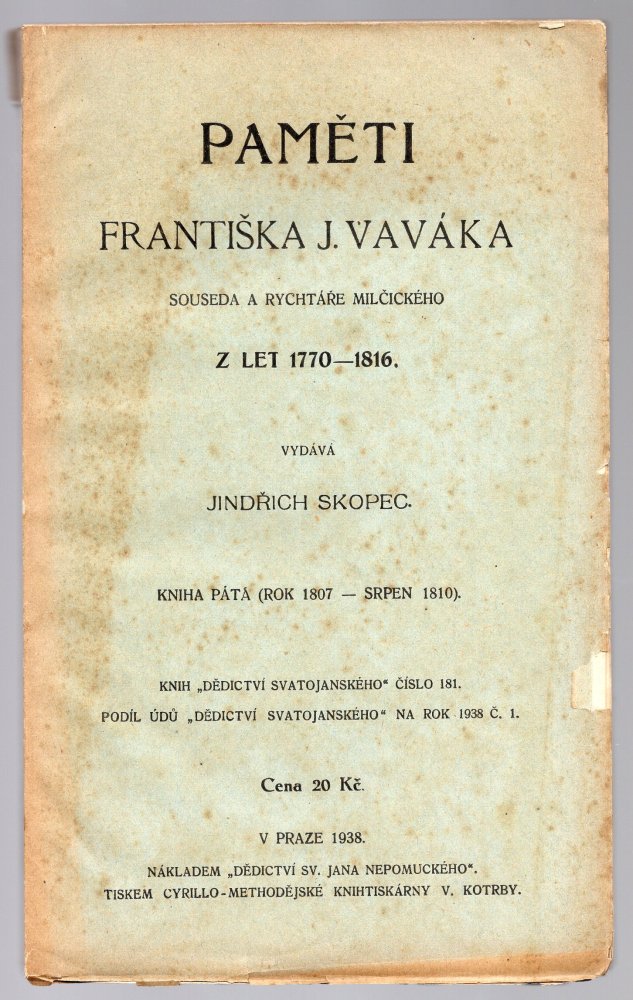 PAMĚTI
FRANTIŠKA J. VAVÁKA
SOUSEDA A RYCHTÁŘE MILČICKÉHO
Z LET 1770—1816.
VYDÁVÁ
JINDŘICH SKOPEC.
KNIHA PÁTÁ (ROK 1807 — SRPEN 1810).
KNIH „DĚDICTVÍ SVATOJANSKÉHO“ ČÍSLO 181.
PODÍL ÚDŮ „DĚDICTVÍ SVATOJANSKÉHO“ NA ROK 1938 Č. 1.
Cena 20 Kč.
V PRAZE 1938.
NÁKLADEM „DĚDICTVÍ SV. JANA NEPOMUCKÉHO“.
TISKEM CYRILLO-METHODĚJSKÉ KNIHTISKÁRNY V. KOTRBY.